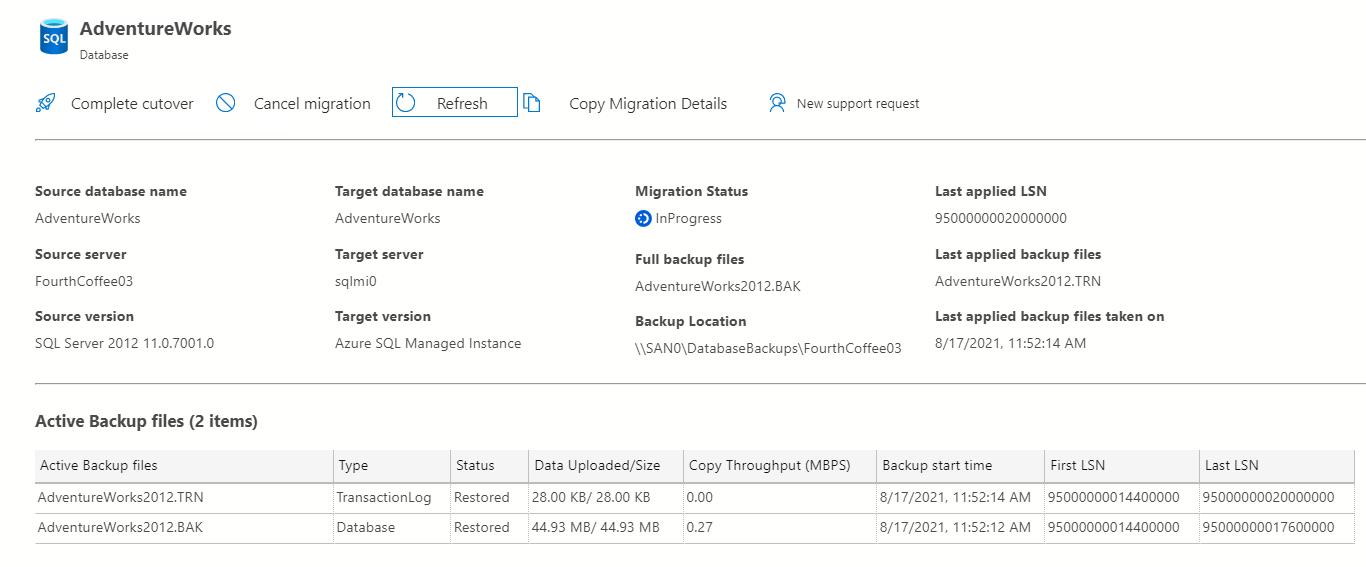 SQL
AdventureWorks
Database
Complete cutover Cancel migration Refresh Copy Migration Details New support request
Source database name Target database name Migration Status Last applied LSN
AdventureWorks AdventureWorks InProgress 95000000020000000
Source server Target server Full backup files Last applied backup files
FourthCoffee03 sqlmi0 AdventureWorks2012.BAK AdventureWorks2012.TRN
Source version Target version Backup Location Last applied backup files taken on
SQL Server 2012 11.0.7001.0 Azure SQL Managed Instance \\SAN0\DatabaseBackups\FourthCoffee03 8/17/2021, 11:52:14 AM
Active Backup files (2 items)
Active Backup files Type Status Data Uploaded/Size Copy Throughput (MBPS) Backup start time First LSN Last LSN
AdventureWorks2012.TRN TransactionLog Restored 28.00 KB/ 28.00 KB 0.00 8/17/2021, 11:52:14 AM 95000000014400000 95000000020000000
AdventureWorks2012.BAK Database Restored 44.93 MB/ 44.93 MB 0.27 8/17/2021, 11:52:12 AM 95000000014400000 95000000017600000